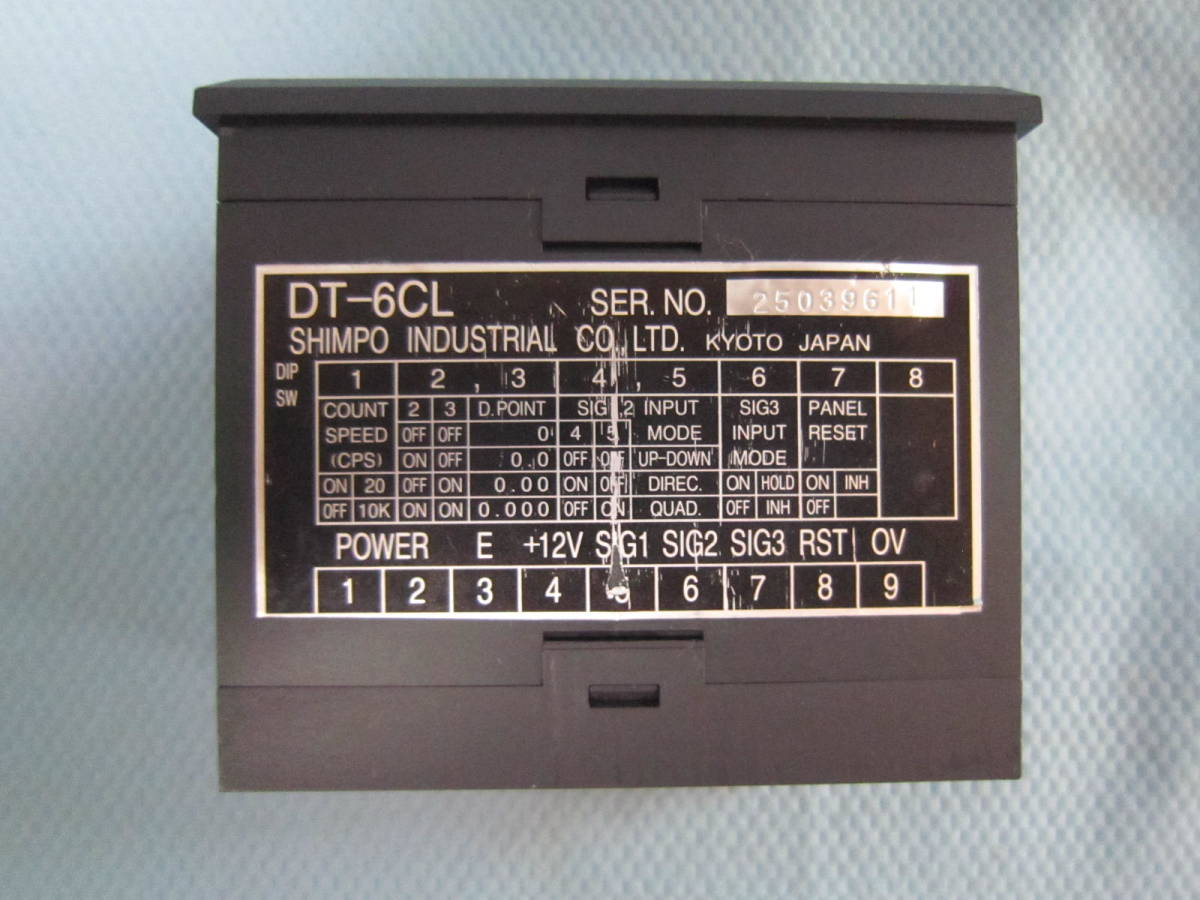 DT-6CL SER. NO. 25039611
SHIMPO INDUSTRIAL CO., LTD. KYOTO JAPAN
DIP SW 1 2 , 3 4 , 5 6 7 8
COUNT 2 3 D.POINT SIG1,2 INPUT SIG3 PANEL
SPEED OFF OFF 0 4 5 MODE INPUT RESET
(CPS) ON OFF 0.0 OFF OFF UP-DOWN MODE
ON 20 OFF ON 0.00 ON OFF DIREC. ON HOLD ON INH
OFF 10K ON ON 0.000 OFF ON QUAD. OFF INH OFF
POWER E +12V SIG1 SIG2 SIG3 RST OV
1 2 3 4 5 6 7 8 9